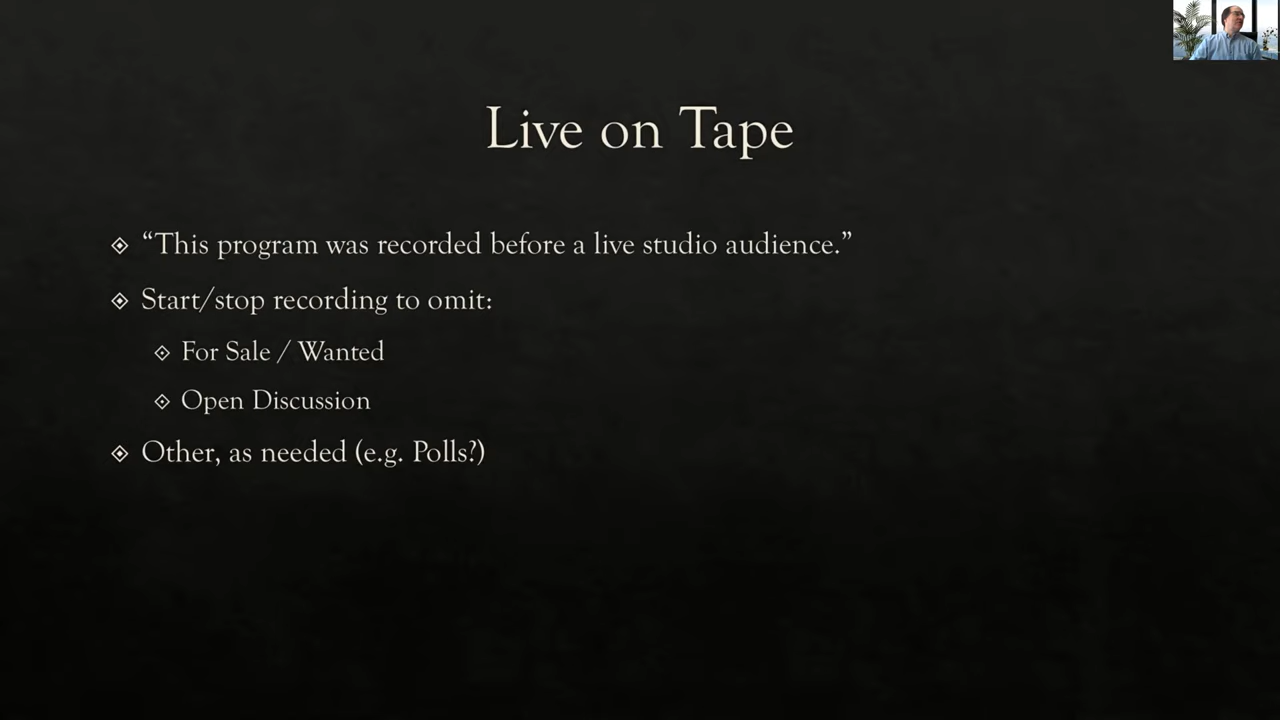 Live on Tape
“This program was recorded before a live studio audience.”
Start/stop recording to omit:
For Sale / Wanted
Open Discussion
Other, as needed (e.g. Polls?)